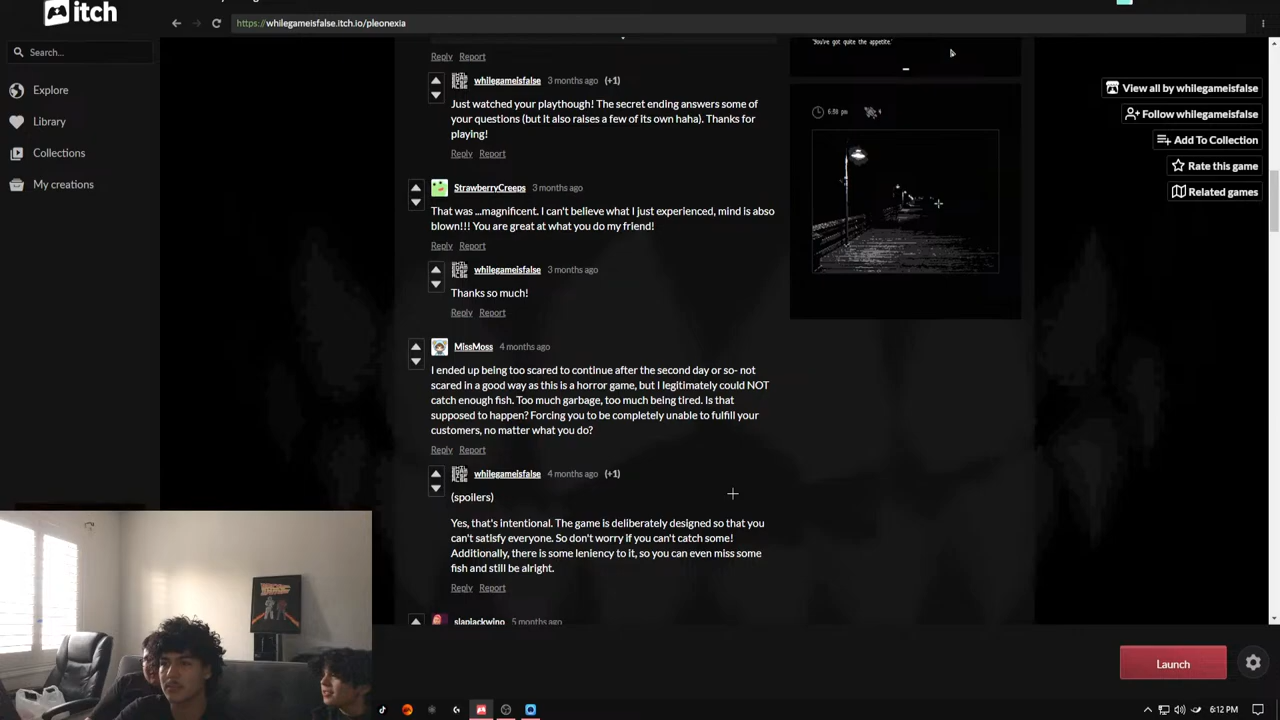 itch
https://whilegameisfalse.itch.io/pleonexia
Search...
Explore
Library
Collections
My creations
Reply Report
whilegameisfalse 3 months ago (+1)
Just watched your playthough! The secret ending answers some of
your questions (but it also raises a few of its own haha). Thanks for
playing!
Reply Report
StrawberryCreeps 3 months ago
That was ...magnificent. I can't believe what I just experienced, mind is abso
blown!!! You are great at what you do my friend!
Reply Report
whilegameisfalse 3 months ago
Thanks so much!
Reply Report
MissMoss 4 months ago
I ended up being too scared to continue after the second day or so- not
scared in a good way as this is a horror game, but I legitimately could NOT
catch enough fish. Too much garbage, too much being tired. Is that
supposed to happen? Forcing you to be completely unable to fulfill your
customers, no matter what you do?
Reply Report
whilegameisfalse 4 months ago (+1)
(spoilers)
Yes, that's intentional. The game is deliberately designed so that you
can't satisfy everyone. So don't worry if you can't catch some!
Additionally, there is some leniency to it, so you can even miss some
fish and still be alright.
Reply Report
slapjackwino 5 months ago
"You've got quite the appetite."
6:58 pm 4
View all by whilegameisfalse
Follow whilegameisfalse
Add To Collection
Rate this game
Related games
Launch
6:12 PM